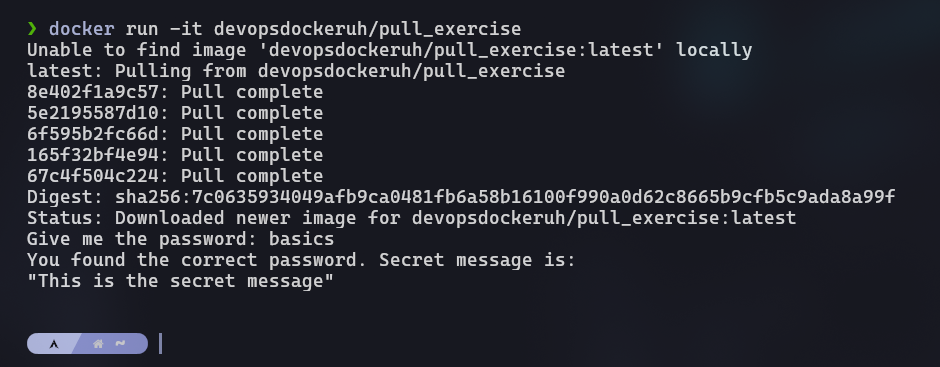 ❯ docker run -it devopsdockeruh/pull_exercise
Unable to find image 'devopsdockeruh/pull_exercise:latest' locally
latest: Pulling from devopsdockeruh/pull_exercise
8e402f1a9c57: Pull complete
5e2195587d10: Pull complete
6f595b2fc66d: Pull complete
165f32bf4e94: Pull complete
67c4f504c224: Pull complete
Digest: sha256:7c0635934049afb9ca0481fb6a58b16100f990a0d62c8665b9cfb5c9ada8a99f
Status: Downloaded newer image for devopsdockeruh/pull_exercise:latest
Give me the password: basics
You found the correct password. Secret message is:
"This is the secret message"
~